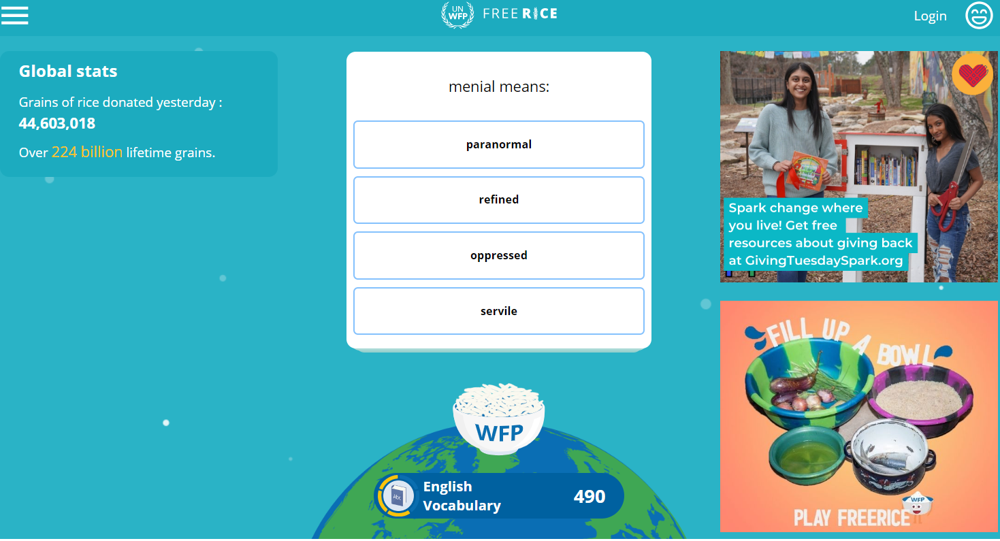 UN
WFP
FREE RICE
Login
Global stats
Grains of rice donated yesterday :
44,603,018
Over 224 billion lifetime grains.
menial means:
paranormal
refined
oppressed
servile
WFP
Abc
English
Vocabulary
490
Spark change where
you live! Get free
resources about giving back
at GivingTuesdaySpark.org
FILL UP A BOWL
WFP
PLAY FREERICE